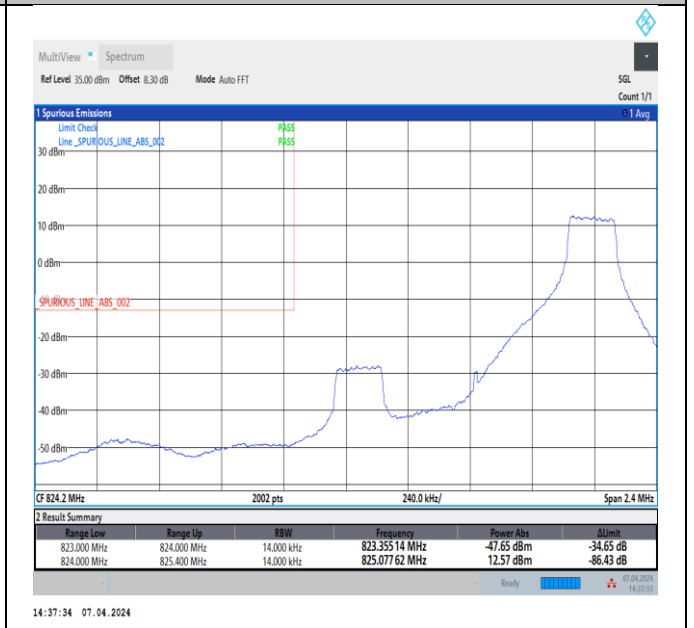 MultiView Spectrum
Ref Level 35.00 dBm Offset 8.30 dB Mode Auto FFT SGL
Count 1/1
1 Spurious Emissions 1 Avg
Limit Check PASS
Line _SPURIOUS_LINE_ABS_002 PASS
30 dBm
20 dBm
10 dBm
0 dBm
_SPURIOUS_LINE_ABS_002
-20 dBm
-30 dBm
-40 dBm
-50 dBm
CF 824.2 MHz 2002 pts 240.0 kHz/ Span 2.4 MHz
2 Result Summary
Range Low Range Up RBW Frequency Power Abs ΔLimit
823.000 MHz 824.000 MHz 14.000 kHz 823.35514 MHz -47.65 dBm -34.65 dB
824.000 MHz 825.400 MHz 14.000 kHz 825.07762 MHz 12.57 dBm -86.43 dB
Ready 07.04.2024
14:37:33
14:37:34 07.04.2024